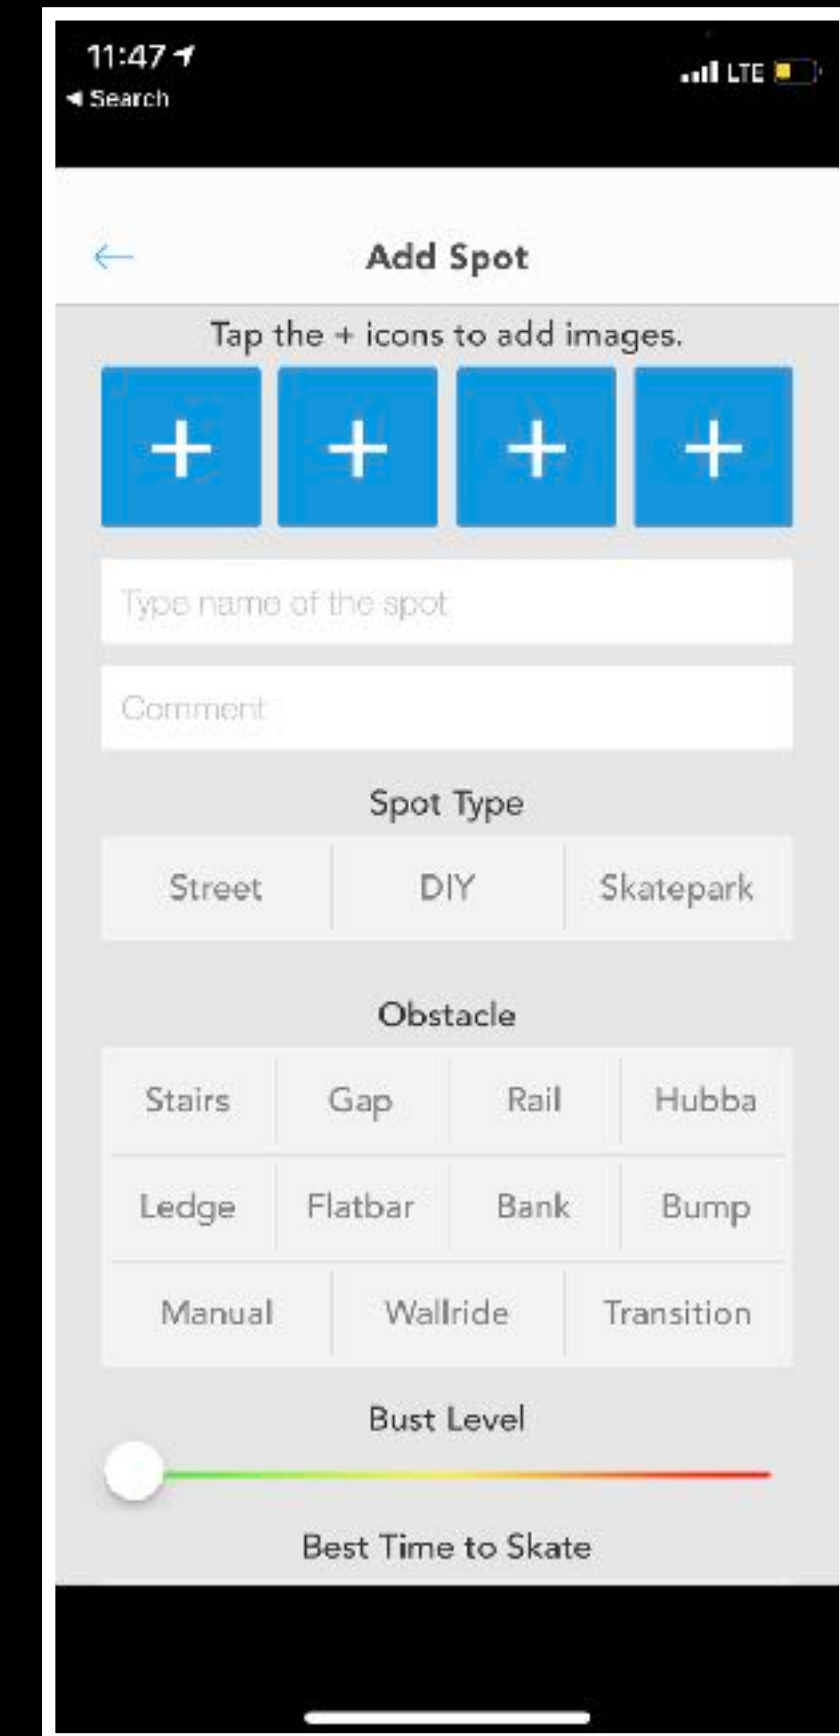 11:47
LTE
◀ Search
Add Spot
Tap the + icons to add images.
+ + + +
Type name of the spot
Comment
Spot Type
Street DIY Skatepark
Obstacle
Stairs Gap Rail Hubba
Ledge Flatbar Bank Bump
Manual Wallride Transition
Bust Level
Best Time to Skate